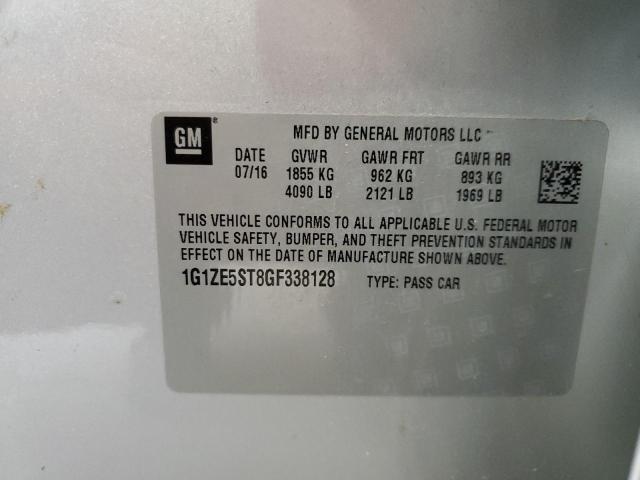 GM ® MFD BY GENERAL MOTORS LLC
DATE GVWR GAWR FRT GAWR RR
07/16 1855 KG 962 KG 893 KG
4090 LB 2121 LB 1969 LB
THIS VEHICLE CONFORMS TO ALL APPLICABLE U.S. FEDERAL MOTOR
VEHICLE SAFETY, BUMPER, AND THEFT PREVENTION STANDARDS IN
EFFECT ON THE DATE OF MANUFACTURE SHOWN ABOVE.
1G1ZE5ST8GF338128 TYPE: PASS CAR